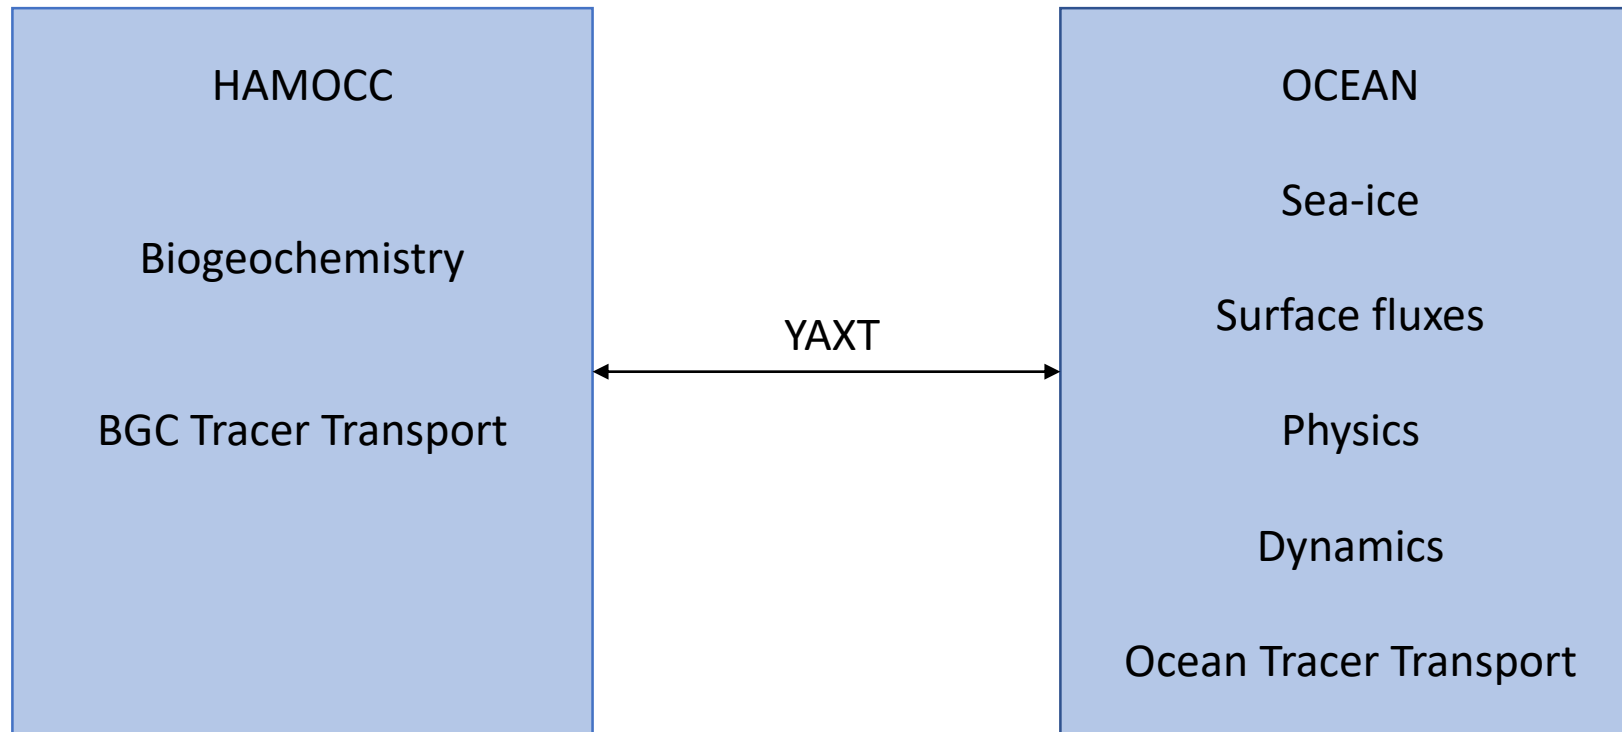 HAMOCC
Biogeochemistry
BGC Tracer Transport
YAXT
OCEAN
Sea-ice
Surface fluxes
Physics
Dynamics
Ocean Tracer Transport